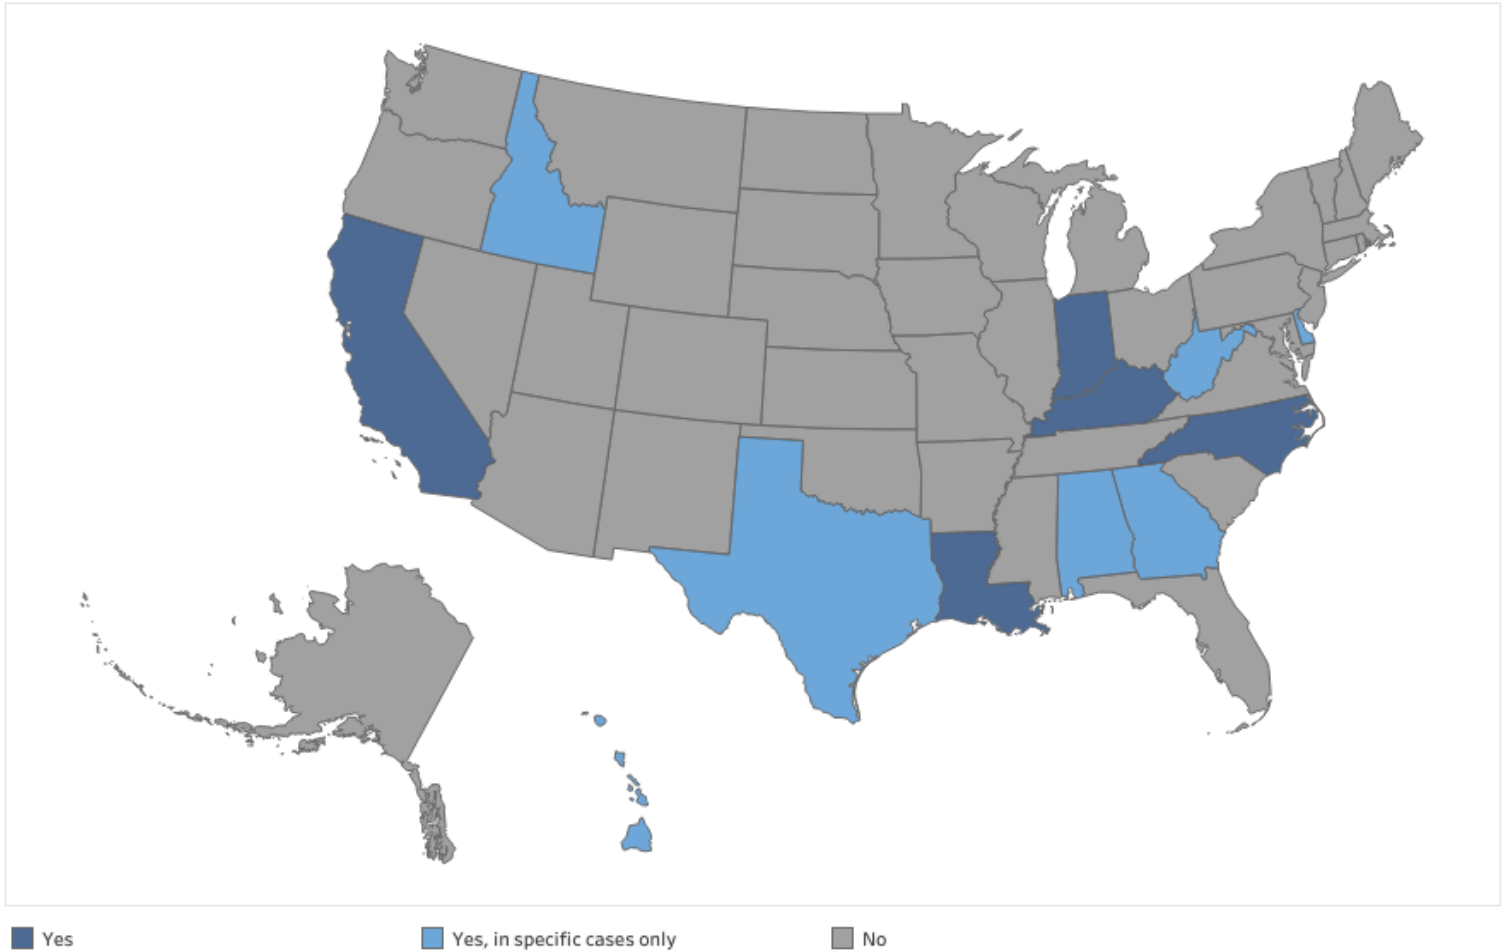 Yes
Yes, in specific cases only
No